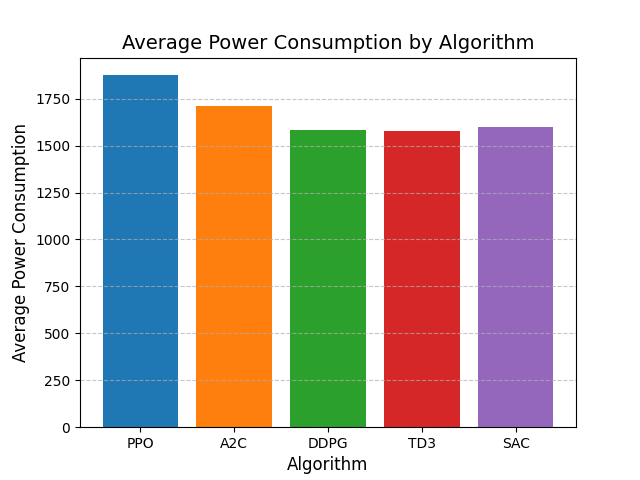 Average Power Consumption by Algorithm
Average Power Consumption
1750
1500
1250
1000
750
500
250
0
PPO A2C DDPG TD3 SAC
Algorithm